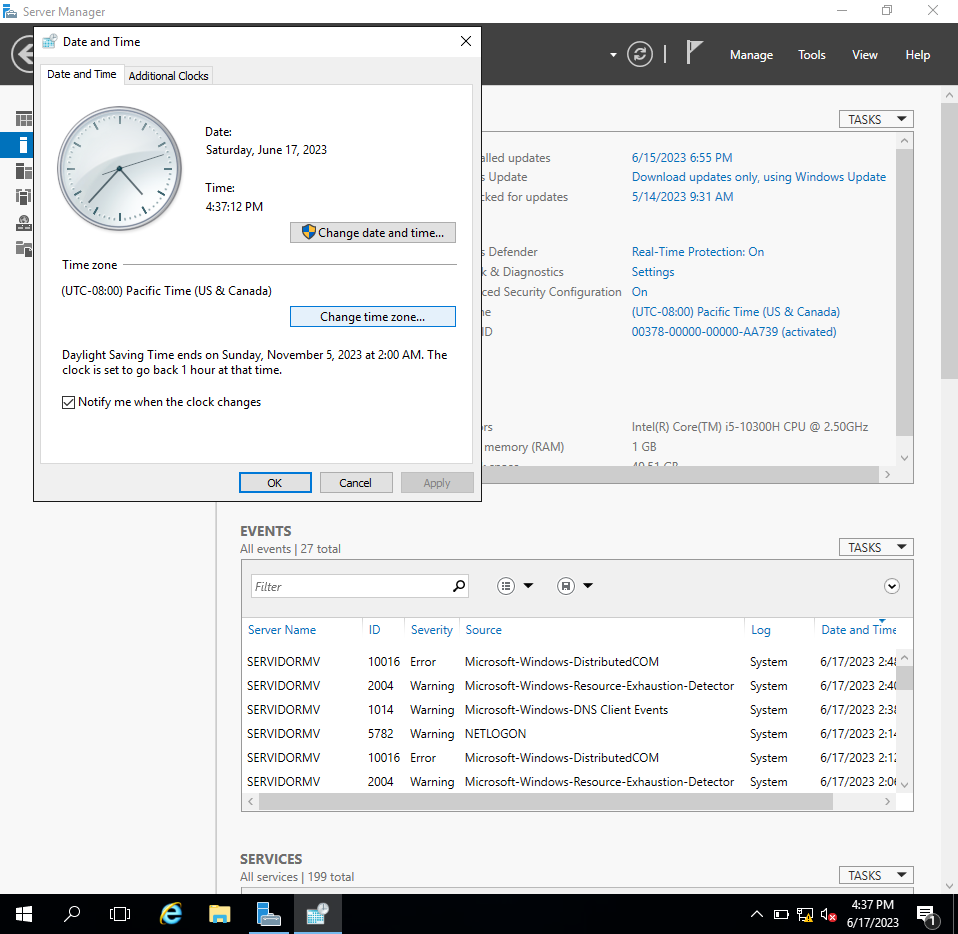 Server Manager
Date and Time
Manage Tools View Help
Date and Time Additional Clocks
Date:
Saturday, June 17, 2023
Time:
4:37:12 PM
Change date and time...
Time zone
(UTC-08:00) Pacific Time (US & Canada)
Change time zone...
Daylight Saving Time ends on Sunday, November 5, 2023 at 2:00 AM. The
clock is set to go back 1 hour at that time.
Notify me when the clock changes
OK Cancel Apply
TASKS
updates 6/15/2023 6:55 PM
Update Download updates only, using Windows Update
for updates 5/14/2023 9:31 AM
Defender Real-Time Protection: On
& Diagnostics Settings
Security Configuration On
(UTC-08:00) Pacific Time (US & Canada)
ID 00378-00000-00000-AA739 (activated)
Intel(R) Core(TM) i5-10300H CPU @ 2.50GHz
memory (RAM) 1 GB
40.51 GB
EVENTS
All events | 27 total
TASKS
Filter
Server Name ID Severity Source Log Date and Time
SERVIDORMV 10016 Error Microsoft-Windows-DistributedCOM System 6/17/2023 2:48
SERVIDORMV 2004 Warning Microsoft-Windows-Resource-Exhaustion-Detector System 6/17/2023 2:40
SERVIDORMV 1014 Warning Microsoft-Windows-DNS Client Events System 6/17/2023 2:38
SERVIDORMV 5782 Warning NETLOGON System 6/17/2023 2:14
SERVIDORMV 10016 Error Microsoft-Windows-DistributedCOM System 6/17/2023 2:12
SERVIDORMV 2004 Warning Microsoft-Windows-Resource-Exhaustion-Detector System 6/17/2023 2:06
SERVICES
All services | 199 total
TASKS
4:37 PM
6/17/2023
1